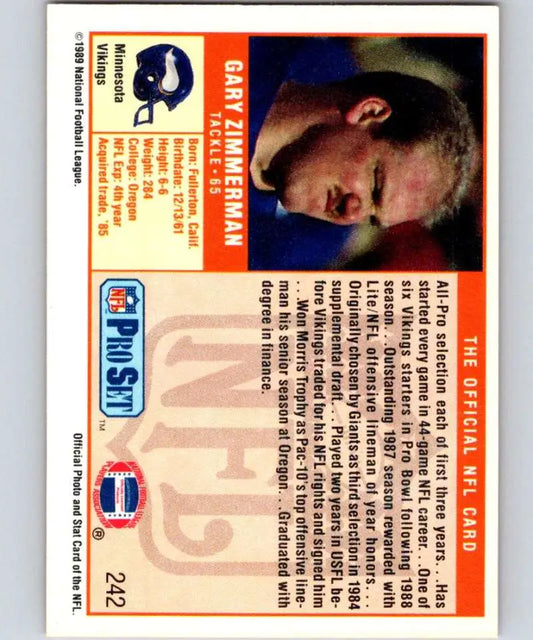 THE OFFICIAL NFL CARD
GARY ZIMMERMAN
TACKLE • 65
Minnesota
Vikings
Born: Fullerton, Calif.
Birthdate: 12/13/61
Height: 6-6
Weight: 284
College: Oregon
NFL Exp: 4th year
Acquired trade, '85
All-Pro selection each of first three years. . .Has
started every game in 44-game NFL career. . .One of
six Vikings starters in Pro Bowl following 1988
season. . .Outstanding 1987 season rewarded with
Lite/NFL offensive lineman of year honors. . .
Originally chosen by Giants as third selection in 1984
supplemental draft. . .Played two years in USFL be-
fore Vikings traded for his NFL rights and signed him
. . .Won Morris Trophy as Pac-10's top offensive line-
man his senior season at Oregon. . .Graduated with
degree in finance.
NFL
NFL
PRO SET
TM
NATIONAL FOOTBALL LEAGUE
PLAYERS ASSOCIATION
®
242
©1989 National Football League.
Official Photo and Stat Card of the NFL.